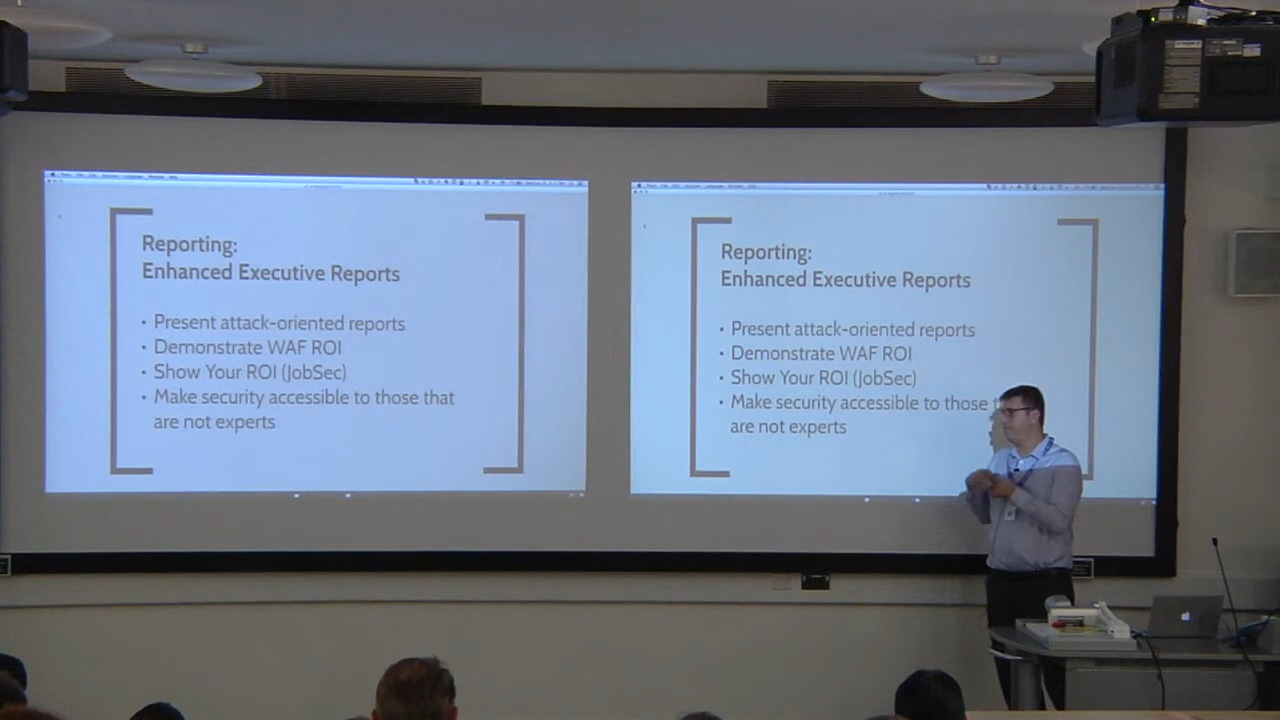 Reporting:
Enhanced Executive Reports
• Present attack-oriented reports
• Demonstrate WAF ROI
• Show Your ROI (JobSec)
• Make security accessible to those that
are not experts
Reporting:
Enhanced Executive Reports
• Present attack-oriented reports
• Demonstrate WAF ROI
• Show Your ROI (JobSec)
• Make security accessible to those t
are not experts